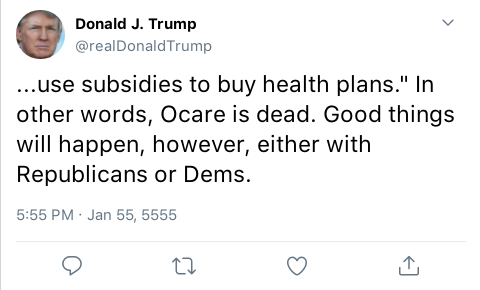 Donald J. Trump
@realDonaldTrump
...use subsidies to buy health plans." In
other words, Ocare is dead. Good things
will happen, however, either with
Republicans or Dems.
5:55 PM · Jan 55, 5555